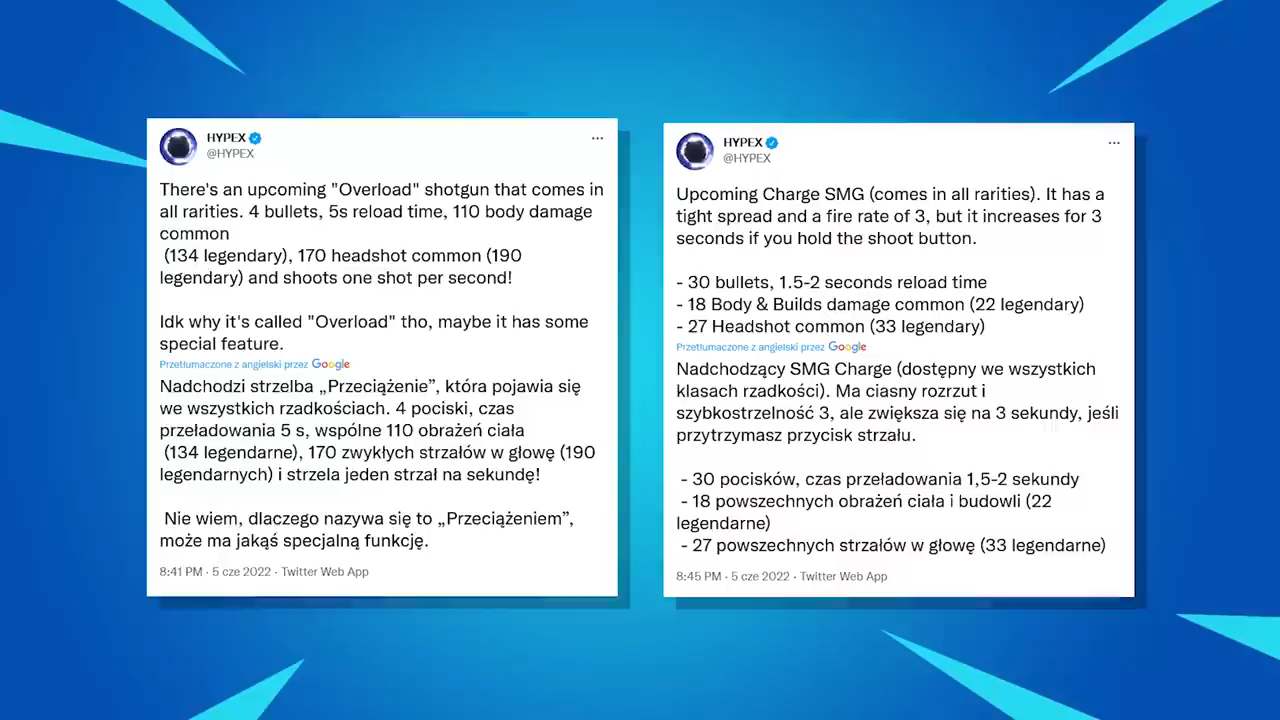 HYPEX
@HYPEX
There's an upcoming "Overload" shotgun that comes in
all rarities. 4 bullets, 5s reload time, 110 body damage
common
(134 legendary), 170 headshot common (190
legendary) and shoots one shot per second!
Idk why it's called "Overload" tho, maybe it has some
special feature.
Przetłumaczone z angielski przez Google
Nadchodzi strzelba „Przeciążenie”, która pojawia się
we wszystkich rzadkościach. 4 pociski, czas
przeładowania 5 s, wspólne 110 obrażeń ciała
(134 legendarne), 170 zwykłych strzałów w głowę (190
legendarnych) i strzela jeden strzał na sekundę!
Nie wiem, dlaczego nazywa się to „Przeciążeniem”,
może ma jakąś specjalną funkcję.
8:41 PM · 5 cze 2022 · Twitter Web App
HYPEX
@HYPEX
Upcoming Charge SMG (comes in all rarities). It has a
tight spread and a fire rate of 3, but it increases for 3
seconds if you hold the shoot button.
- 30 bullets, 1.5-2 seconds reload time
- 18 Body & Builds damage common (22 legendary)
- 27 Headshot common (33 legendary)
Przetłumaczone z angielski przez Google
Nadchodzący SMG Charge (dostępny we wszystkich
klasach rzadkości). Ma ciasny rozrzut i
szybkostrzelność 3, ale zwiększa się na 3 sekundy, jeśli
przytrzymasz przycisk strzału.
- 30 pocisków, czas przeładowania 1,5-2 sekundy
- 18 powszechnych obrażeń ciała i budowli (22
legendarne)
- 27 powszechnych strzałów w głowę (33 legendarne)
8:45 PM · 5 cze 2022 · Twitter Web App